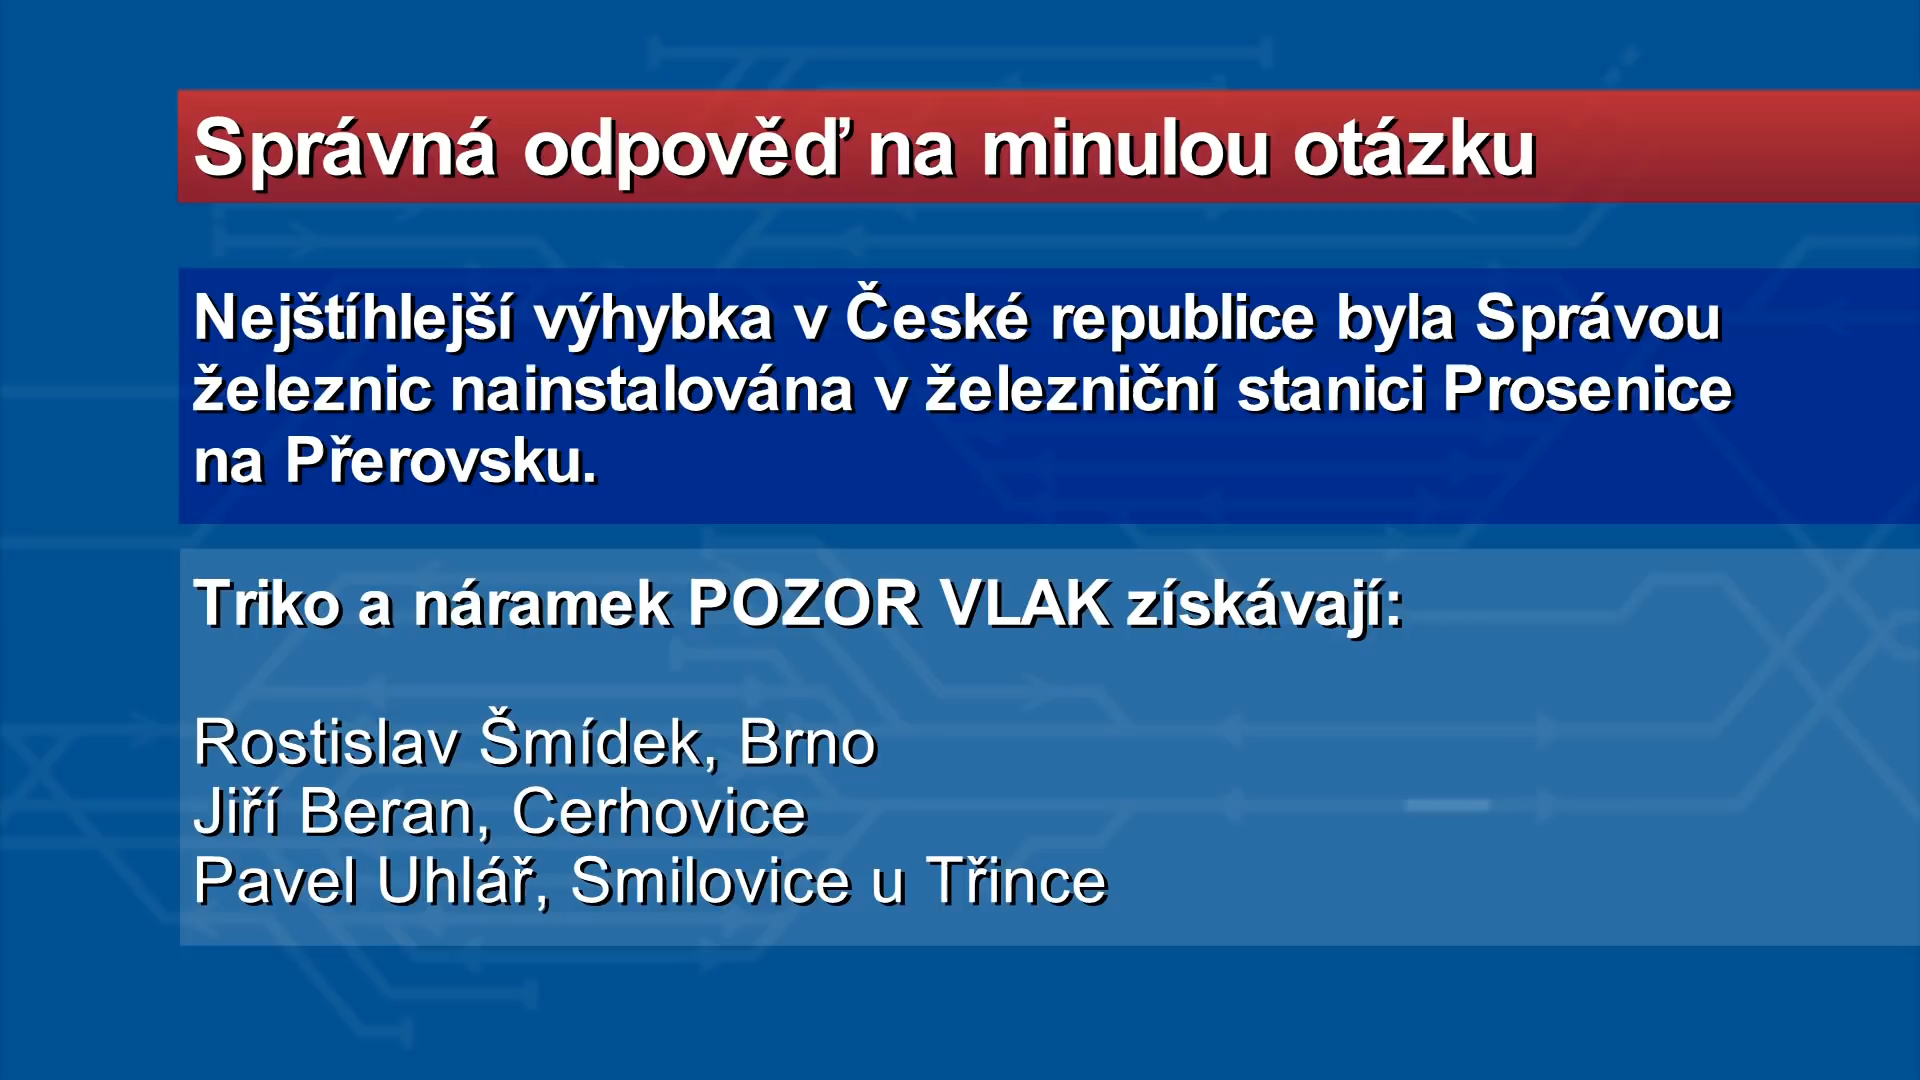 Správná odpověď na minulou otázku
Nejštíhlejší výhybka v České republice byla Správou
železnic nainstalována v železniční stanici Prosenice
na Přerovsku.
Triko a náramek POZOR VLAK získávají:
Rostislav Šmídek, Brno
Jiří Beran, Cerhovice
Pavel Uhlář, Smilovice u Třince